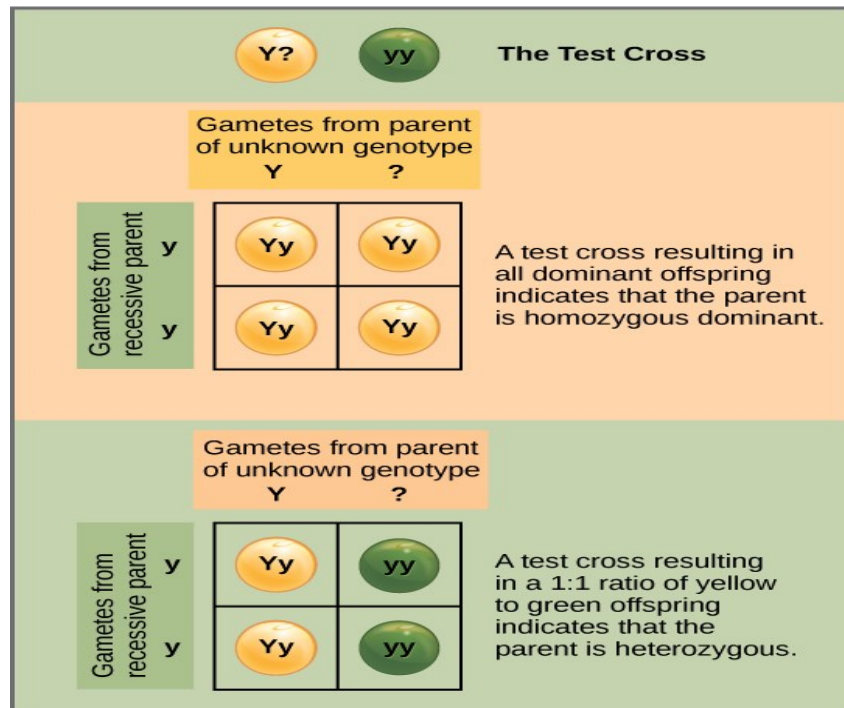 Y? yy The Test Cross
Gametes from parent
of unknown genotype
Y ?
Gametes from
recessive parent
y
y
Yy Yy
Yy Yy
A test cross resulting in
all dominant offspring
indicates that the parent
is homozygous dominant.
Gametes from parent
of unknown genotype
Y ?
Gametes from
recessive parent
y
y
Yy yy
Yy yy
A test cross resulting
in a 1:1 ratio of yellow
to green offspring
indicates that the
parent is heterozygous.